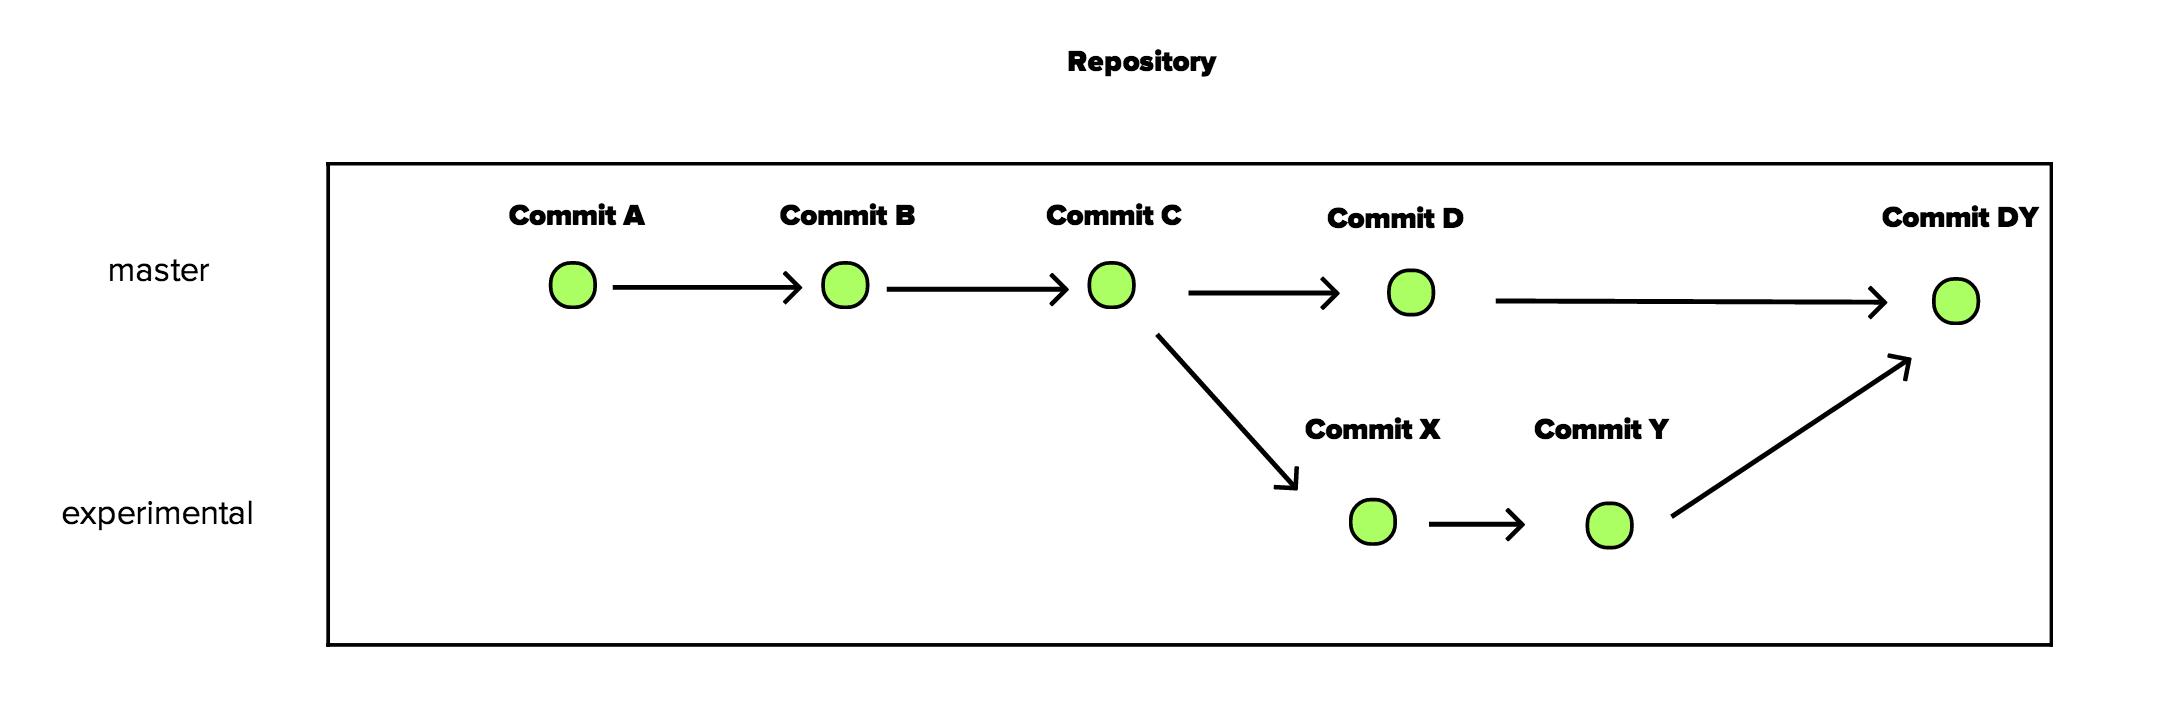 Repository
Commit A
Commit B
Commit C
Commit D
Commit DY
master
Commit X
Commit Y
experimental